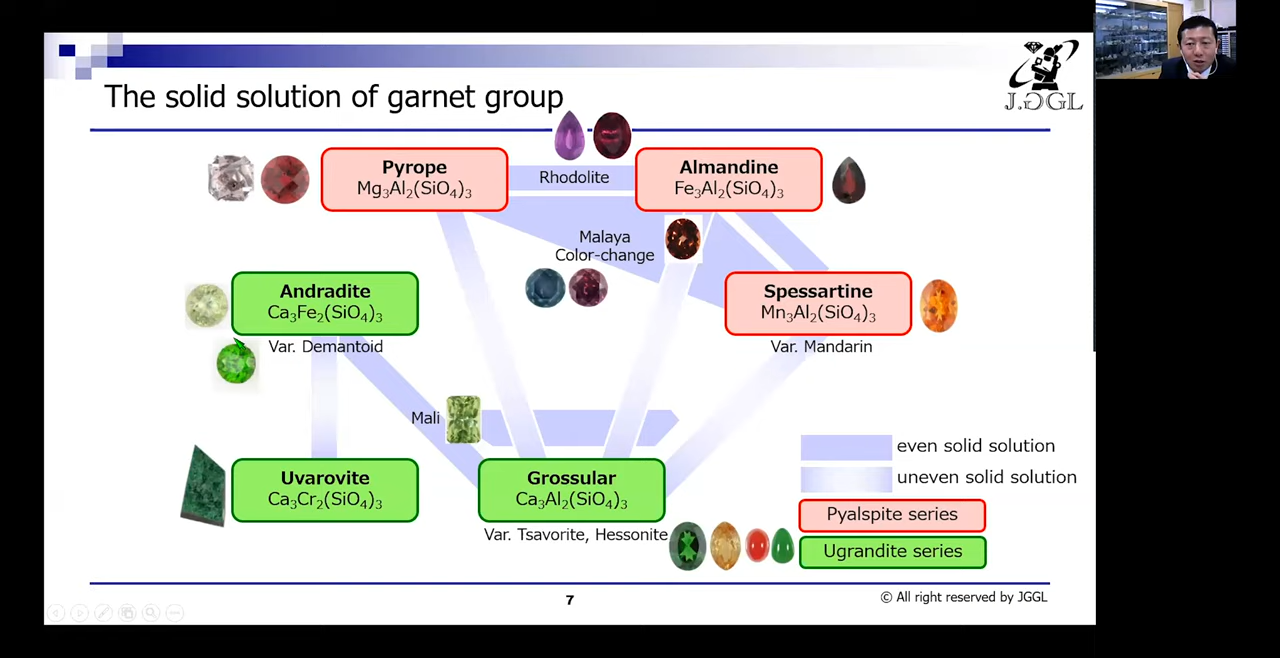 The solid solution of garnet group
J.GGL
Pyrope
Mg₃Al₂(SiO₄)₃
Rhodolite
Almandine
Fe₃Al₂(SiO₄)₃
Malaya
Color-change
Andradite
Ca₃Fe₂(SiO₄)₃
Var. Demantoid
Spessartine
Mn₃Al₂(SiO₄)₃
Var. Mandarin
Mali
Uvarovite
Ca₃Cr₂(SiO₄)₃
Grossular
Ca₃Al₂(SiO₄)₃
Var. Tsavorite, Hessonite
even solid solution
uneven solid solution
Pyalspite series
Ugrandite series
7
© All right reserved by JGGL